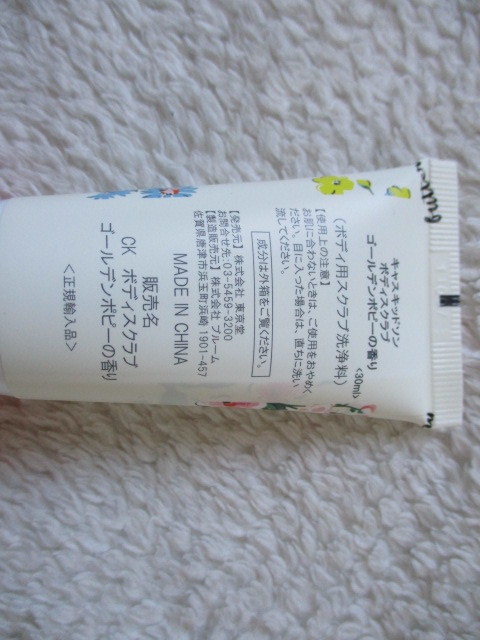 キャスキッドソン
ボディスクラブ
ゴールデンポピーの香り
<30ml>
(ボディ用スクラブ洗浄料)
【使用上の注意】
お肌に合わないときは、ご使用をおやめく
ださい。目に入った場合は、直ちに洗い
流してください。
成分は外箱をご覧ください。
【発売元】株式会社 東京堂
お問合せ先:03-5459-3200
【製造販売元】株式会社 ブルーム
佐賀県唐津市浜玉町浜崎1901-457
MADE IN CHINA
販売名
CK ボディスクラブ
ゴールデンポピーの香り
<正規輸入品>